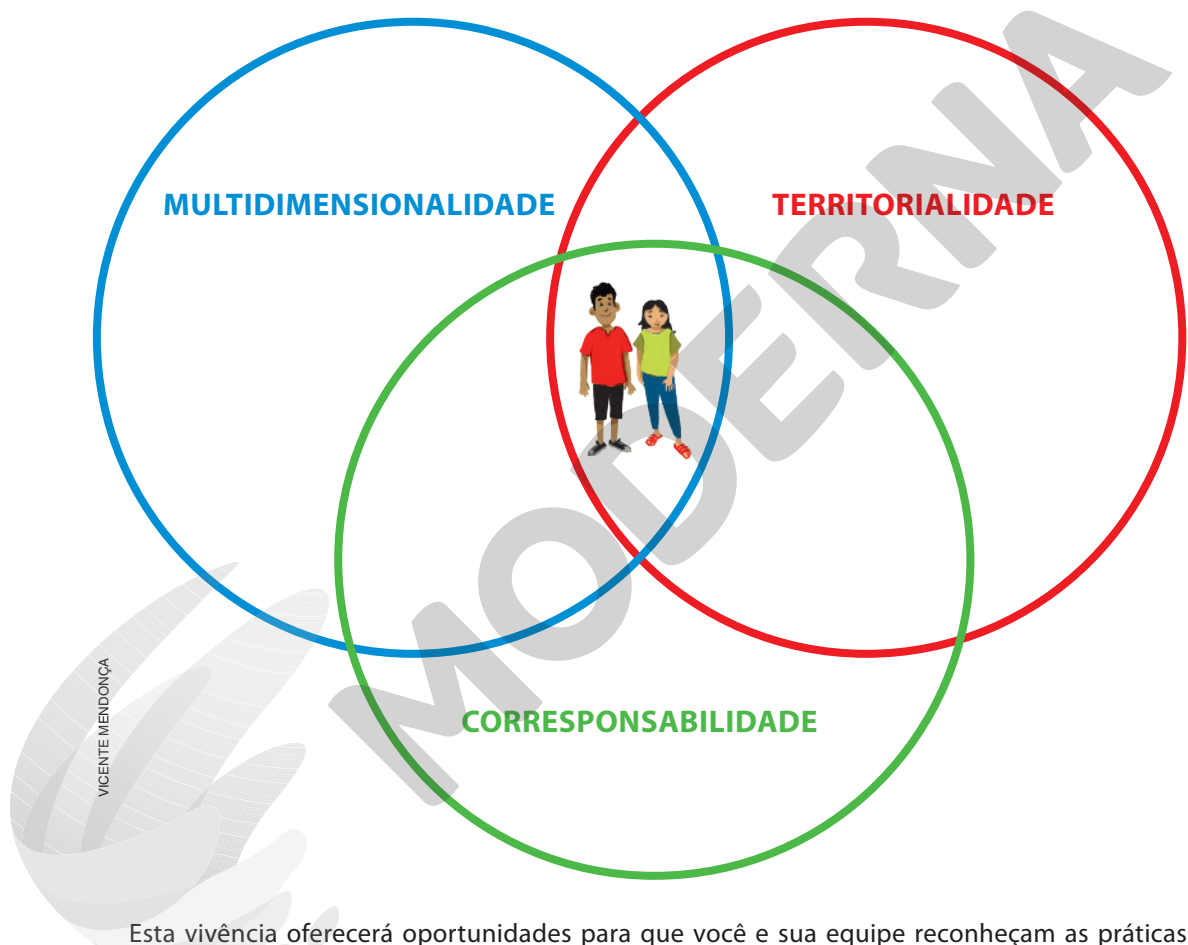 MULTIDIMENSIONALIDADE
TERRITORIALIDADE
MODERNA
CORRESPONSABILIDADE
VICENTE MENDONÇA
Esta vivência oferecerá oportunidades para que você e sua equipe reconheçam as práticas